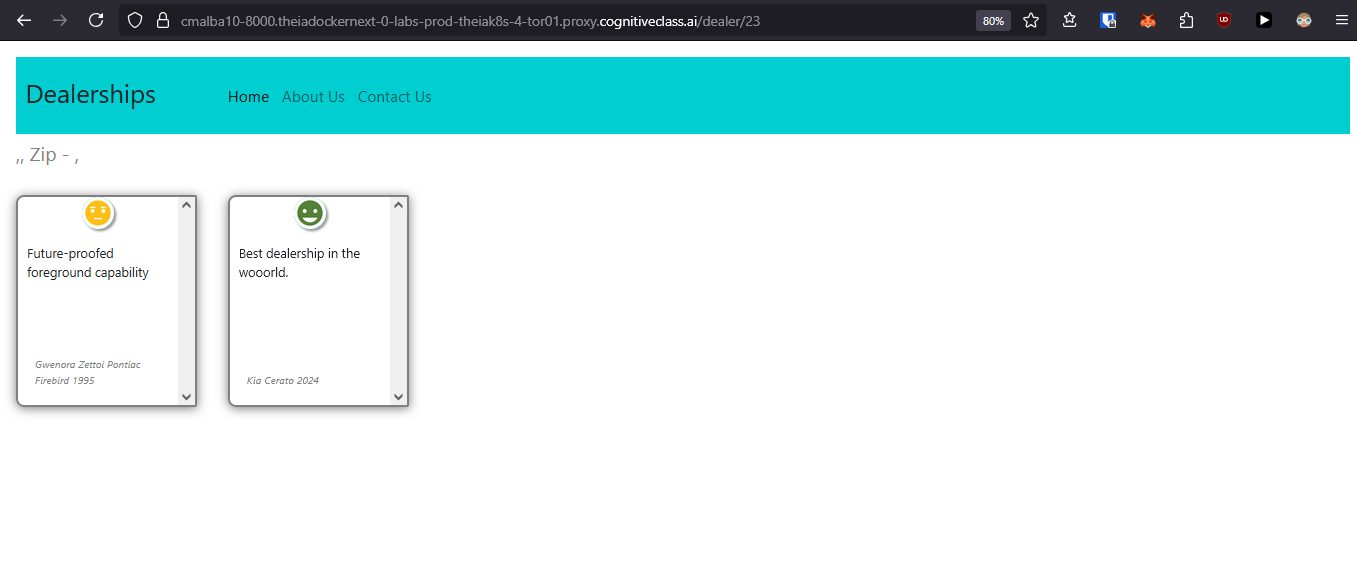 cmalba10-8000.theiadockernext-0-labs-prod-theiak8s-4-tor01.proxy.cognitiveclass.ai/dealer/23 80%
Dealerships Home About Us Contact Us
,, Zip - ,
Future-proofed
foreground capability
Gwenora Zettoi Pontiac
Firebird 1995
Best dealership in the
wooorld.
Kia Cerato 2024